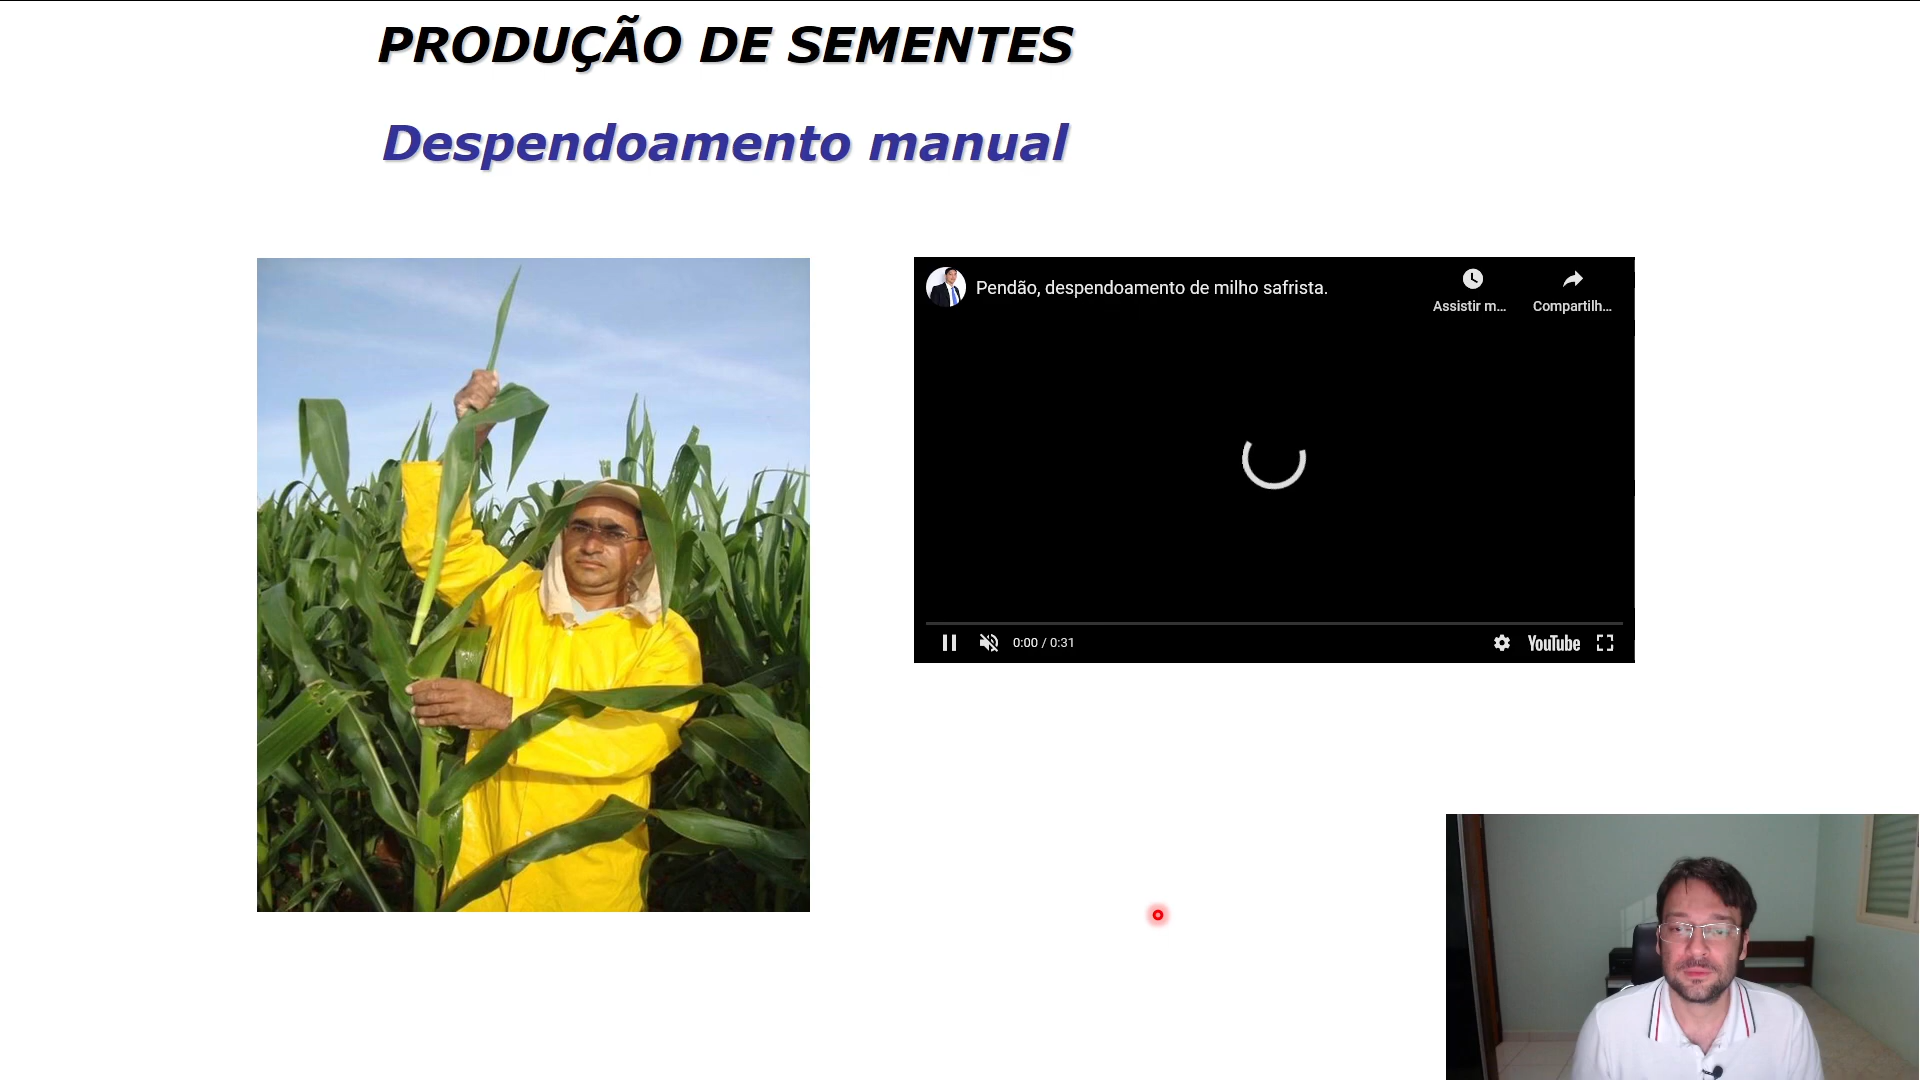 PRODUÇÃO DE SEMENTES
Despendoamento manual
Pendão, despendoamento de milho safrista.
Assistir m...
Compartilh...
0:00 / 0:31
YouTube